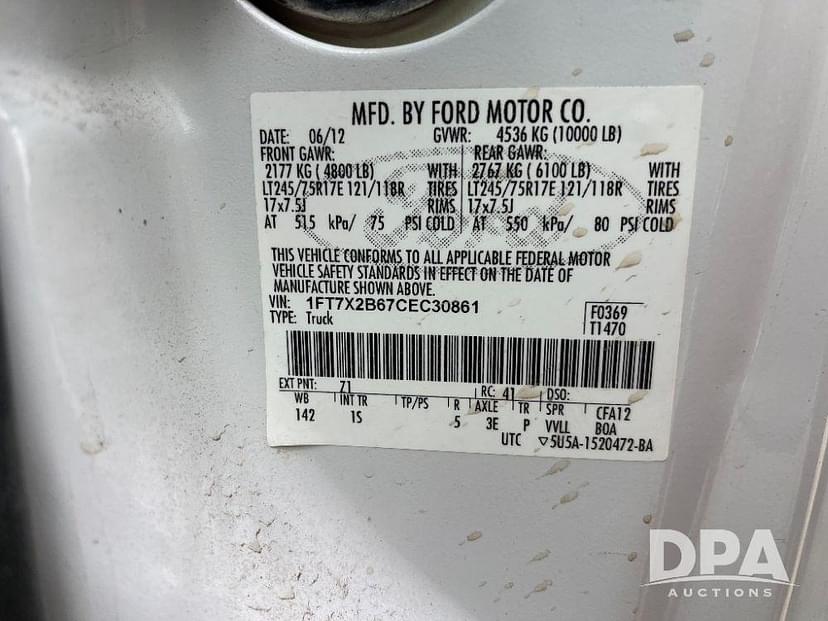 MFD. BY FORD MOTOR CO.
DATE: 06/12 GVWR: 4536 KG (10000 LB)
FRONT GAWR: REAR GAWR:
2177 KG ( 4800 LB) WITH 2767 KG ( 6100 LB) WITH
LT245/75R17E 121/118R TIRES LT245/75R17E 121/118R TIRES
17x7.5J RIMS 17x7.5J RIMS
AT 515 kPa/ 75 PSI COLD AT 550 kPa/ 80 PSI COLD
THIS VEHICLE CONFORMS TO ALL APPLICABLE FEDERAL MOTOR
VEHICLE SAFETY STANDARDS IN EFFECT ON THE DATE OF
MANUFACTURE SHOWN ABOVE.
VIN: 1FT7X2B67CEC30861 F0369
TYPE: Truck T1470
EXT PNT: Z1 RC: 41 DSO:
WB INT TR TP/PS R AXLE TR SPR CFA12
142 1S 5 3E P VVLL BOA
UTC ▽5U5A-1520472-BA
DPA
AUCTIONS